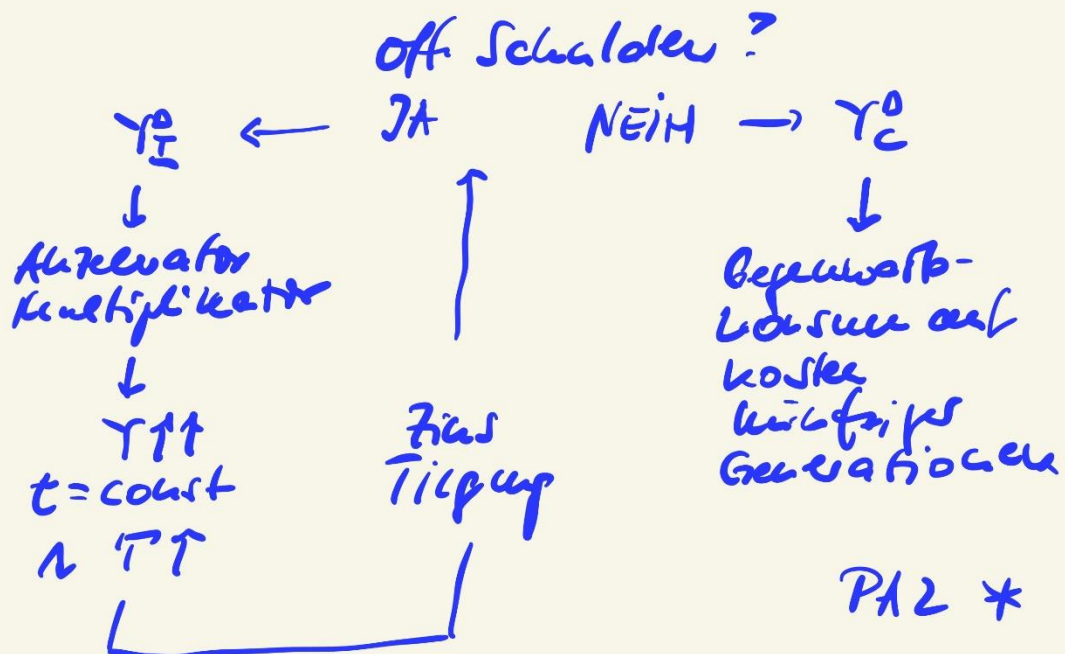 öff. Schulden?
JA NEIN
Y_I^D ← → Y_C^D
↓ ↓
Akzelerator
Multiplikator
↓
Y↑↑
t = const
T↑
Zins
Tilgung
Gegenwarts-
konsum auf
Kosten
künftiger
Generationen
PA2 *